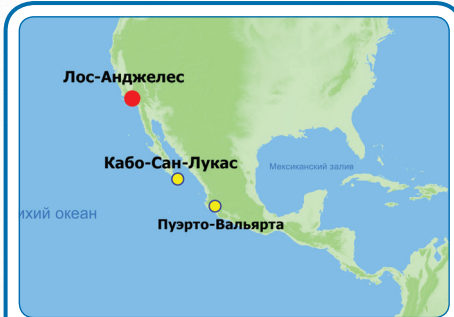 Лос-Анджелес
Кабо-Сан-Лукас
Мексиканский залив
ихий океан
Пуэрто-Вальярта